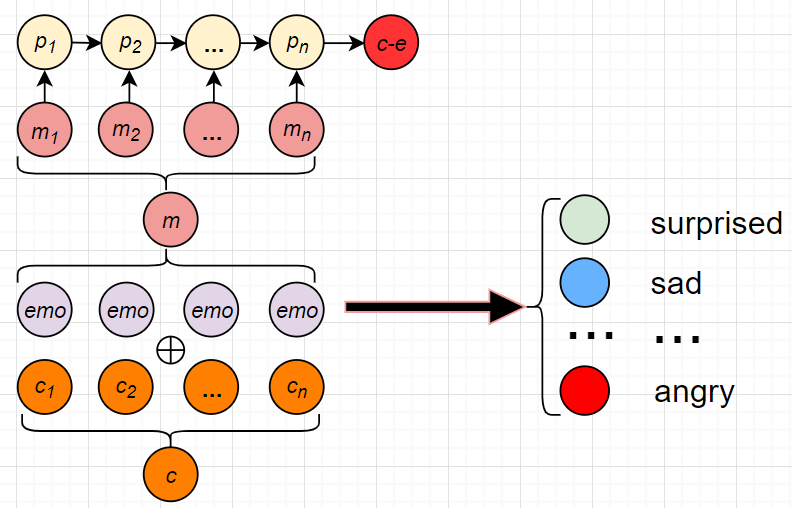 p1 p2 ... pn c-e
m1 m2 ... mn
m
surprised
emo emo emo emo
sad
... ...
c1 c2 ... cn
angry
c